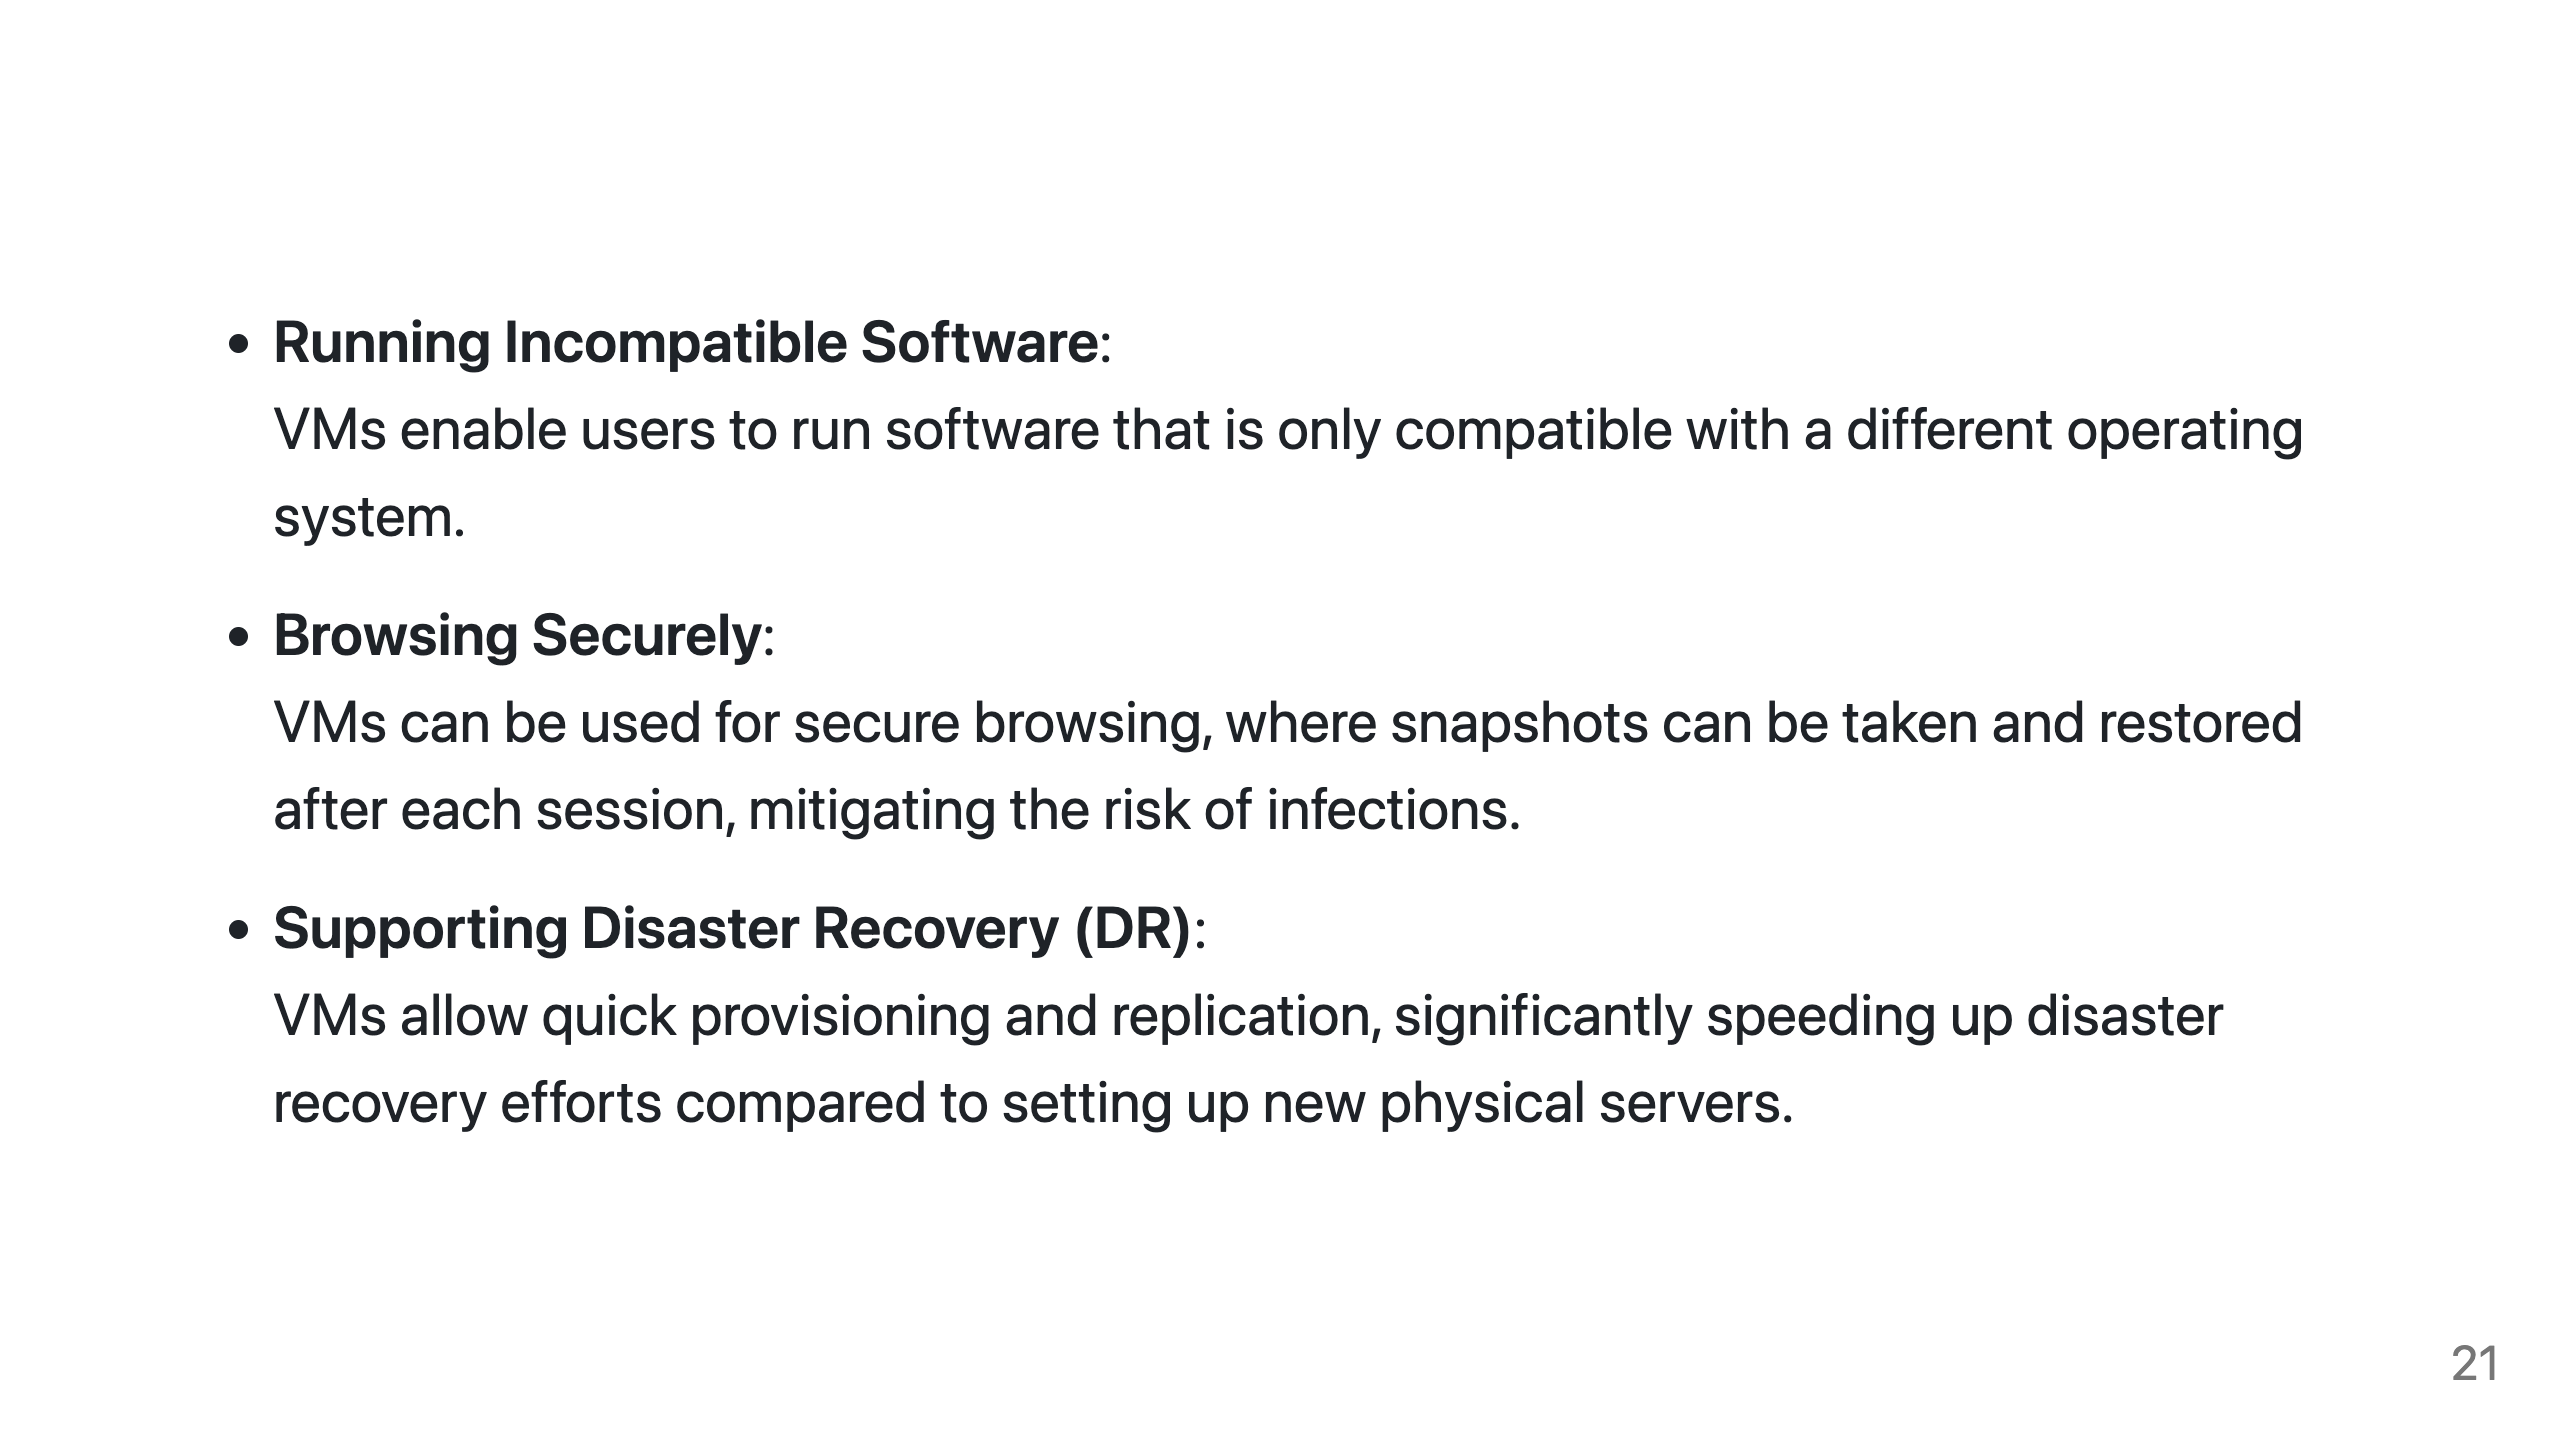 • Running Incompatible Software:
VMs enable users to run software that is only compatible with a different operating
system.
• Browsing Securely:
VMs can be used for secure browsing, where snapshots can be taken and restored
after each session, mitigating the risk of infections.
• Supporting Disaster Recovery (DR):
VMs allow quick provisioning and replication, significantly speeding up disaster
recovery efforts compared to setting up new physical servers.
21